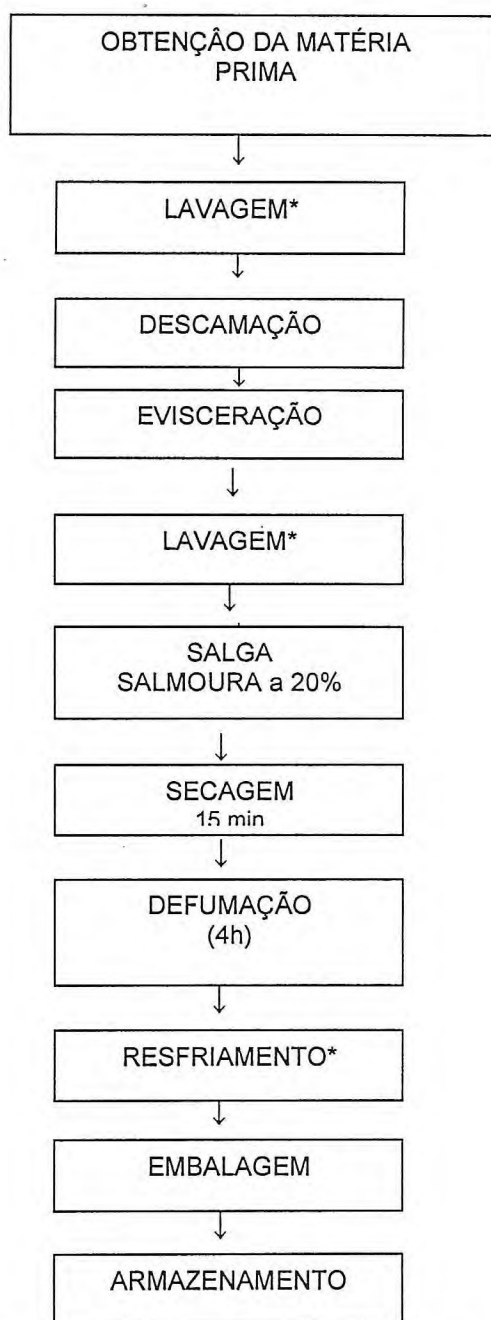 OBTENÇÂO DA MATÉRIA
PRIMA
LAVAGEM*
DESCAMAÇÃO
EVISCERAÇÃO
LAVAGEM*
SALGA
SALMOURA a 20%
SECAGEM
15 min
DEFUMAÇÃO
(4h)
RESFRIAMENTO*
EMBALAGEM
ARMAZENAMENTO